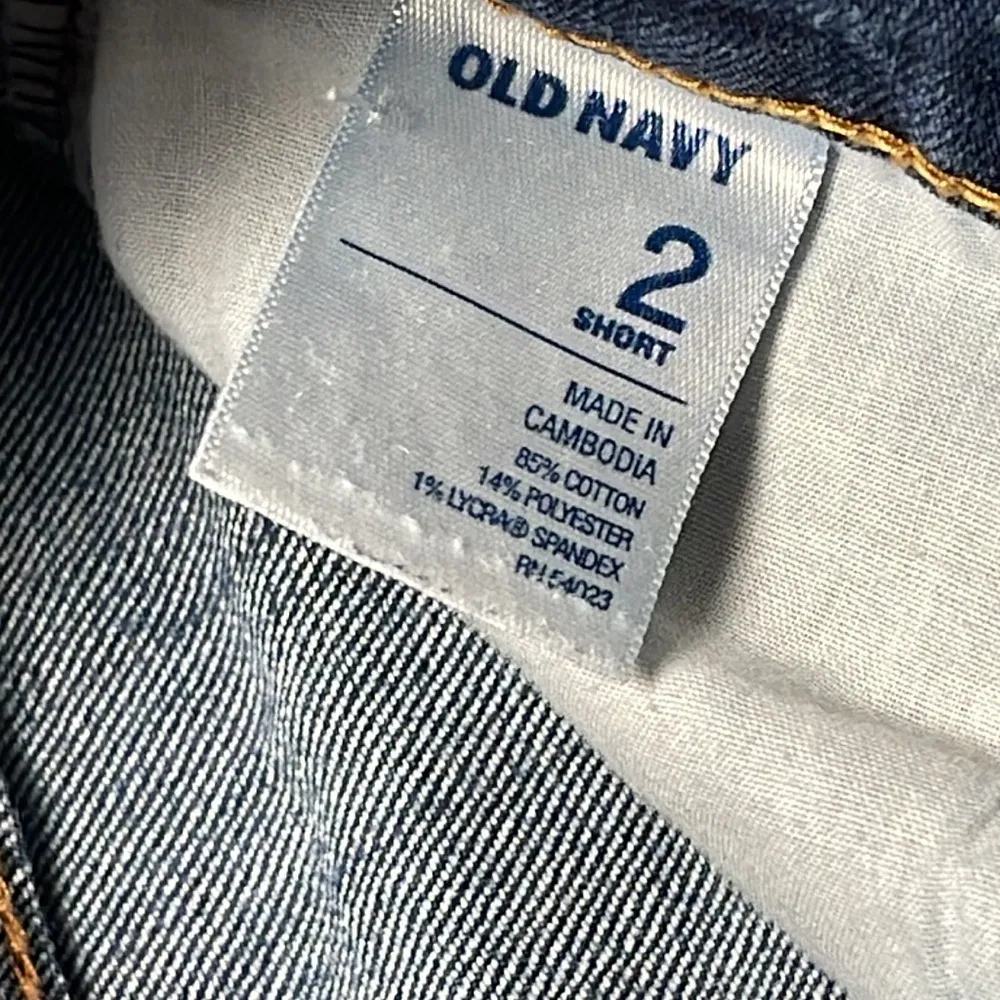 OLD NAVY
2
SHORT
MADE IN
CAMBODIA
85% COTTON
14% POLYESTER
1% LYCRA® SPANDEX
RN 54023